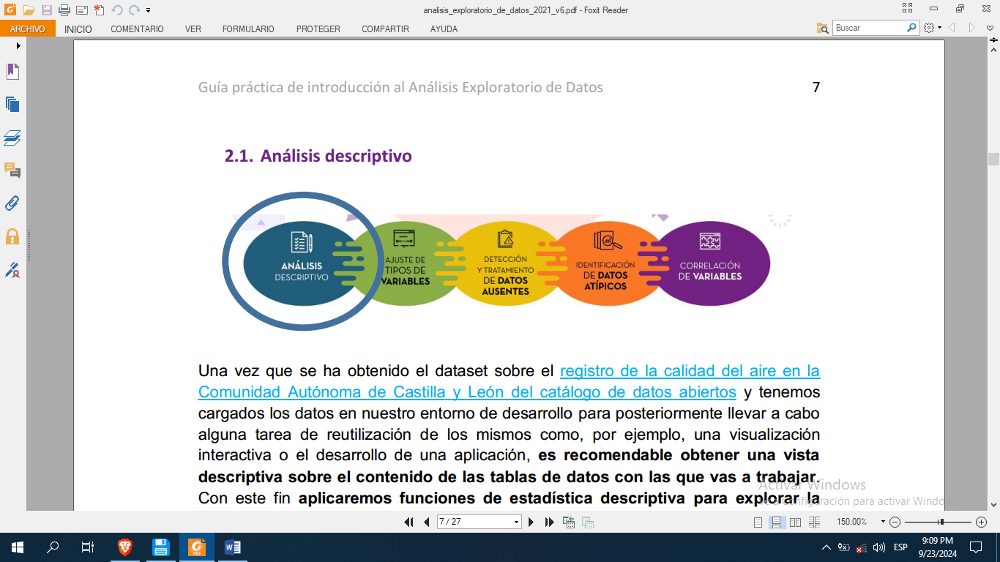 analisis_exploratorio_de_datos_2021_v6.pdf - Foxit Reader
ARCHIVO INICIO COMENTARIO VER FORMULARIO PROTEGER COMPARTIR AYUDA
Buscar
Guía práctica de introducción al Análisis Exploratorio de Datos 7
2.1. Análisis descriptivo
ANÁLISIS
DESCRIPTIVO
AJUSTE DE
TIPOS DE
VARIABLES
DETECCIÓN
Y TRATAMIENTO
DE DATOS
AUSENTES
IDENTIFICACIÓN
DE DATOS
ATÍPICOS
CORRELACIÓN
DE VARIABLES
Una vez que se ha obtenido el dataset sobre el registro de la calidad del aire en la
Comunidad Autónoma de Castilla y León del catálogo de datos abiertos y tenemos
cargados los datos en nuestro entorno de desarrollo para posteriormente llevar a cabo
alguna tarea de reutilización de los mismos como, por ejemplo, una visualización
interactiva o el desarrollo de una aplicación, es recomendable obtener una vista
descriptiva sobre el contenido de las tablas de datos con las que vas a trabajar.
Con este fin aplicaremos funciones de estadística descriptiva para explorar la
Activar Windows
Ve a Configuración para activar Windows.
7 / 27
150,00%
ESP
9:09 PM
9/23/2024